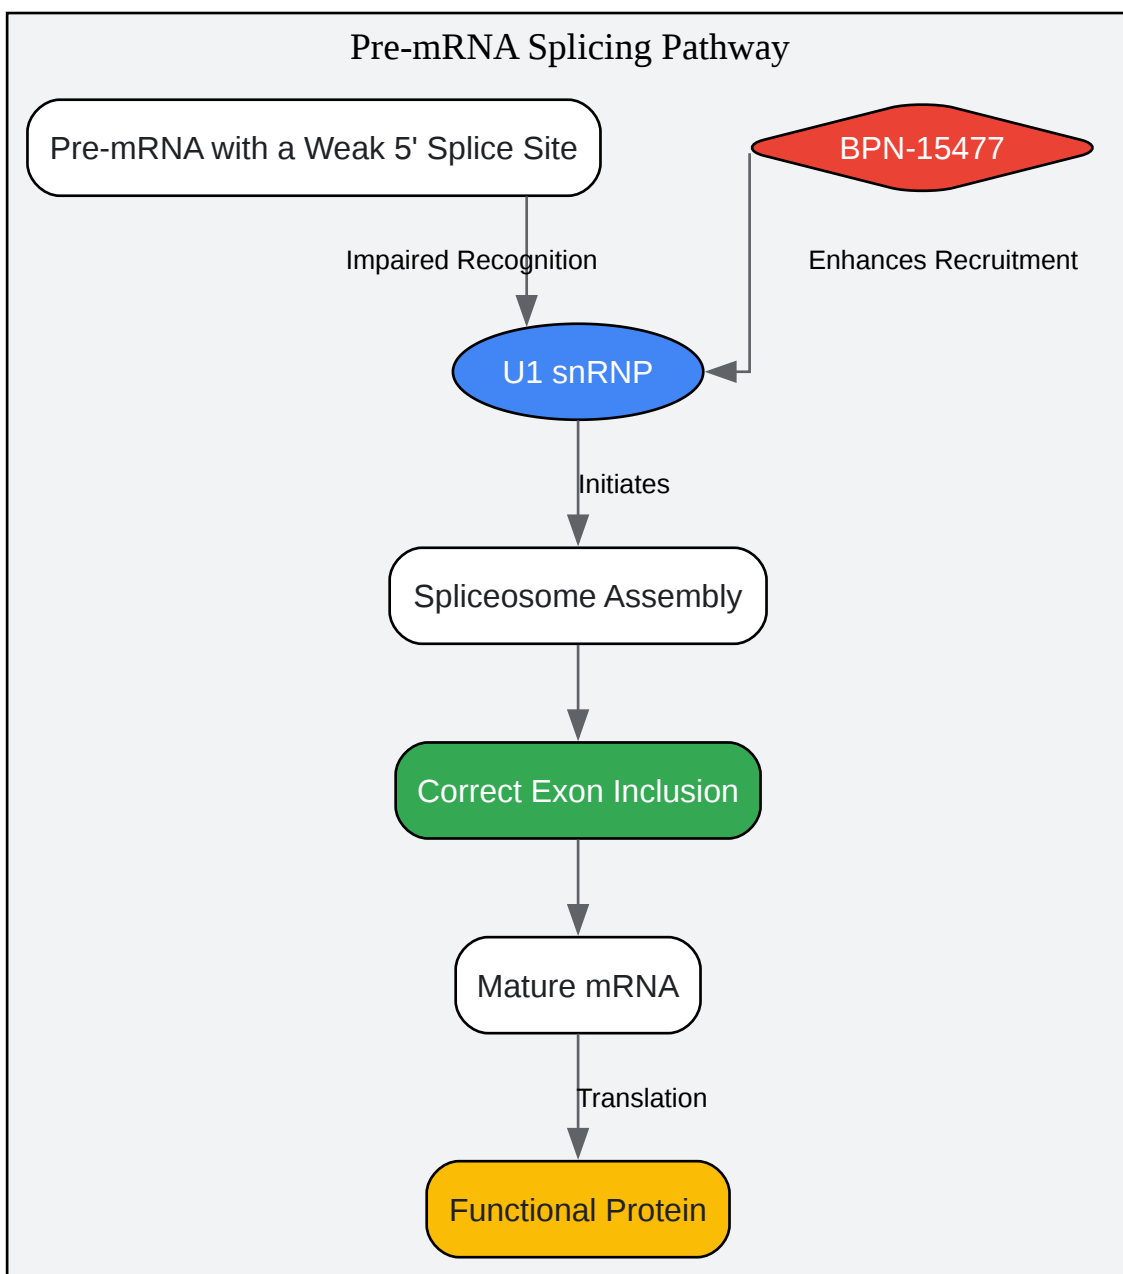 Pre-mRNA Splicing Pathway
Pre-mRNA with a Weak 5' Splice Site
BPN-15477
Impaired Recognition
Enhances Recruitment
U1 snRNP
Initiates
Spliceosome Assembly
Correct Exon Inclusion
Mature mRNA
Translation
Functional Protein